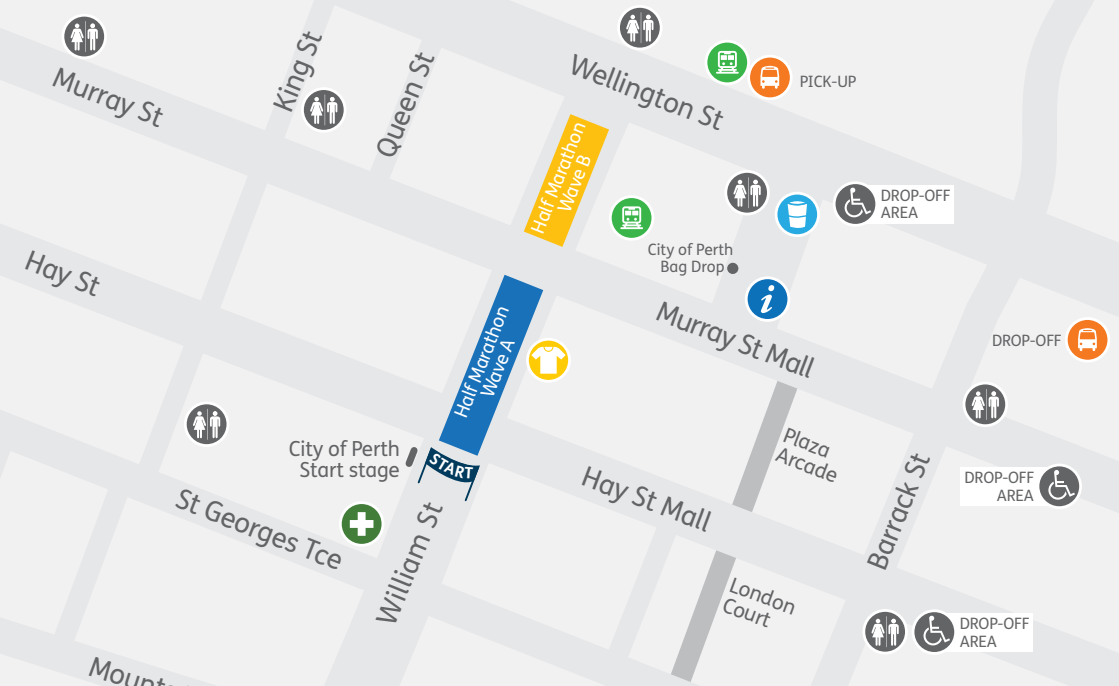 King St
Murray St
Queen St
Wellington St
PICK-UP
Half Marathon
Wave B
DROP-OFF
AREA
City of Perth
Bag Drop
i
Hay St
Murray St Mall
DROP-OFF
Half Marathon
Wave A
City of Perth
Start stage
START
Plaza
Arcade
DROP-OFF
AREA
Barrack St
Hay St Mall
St Georges Tce
William St
London
Court
DROP-OFF
AREA